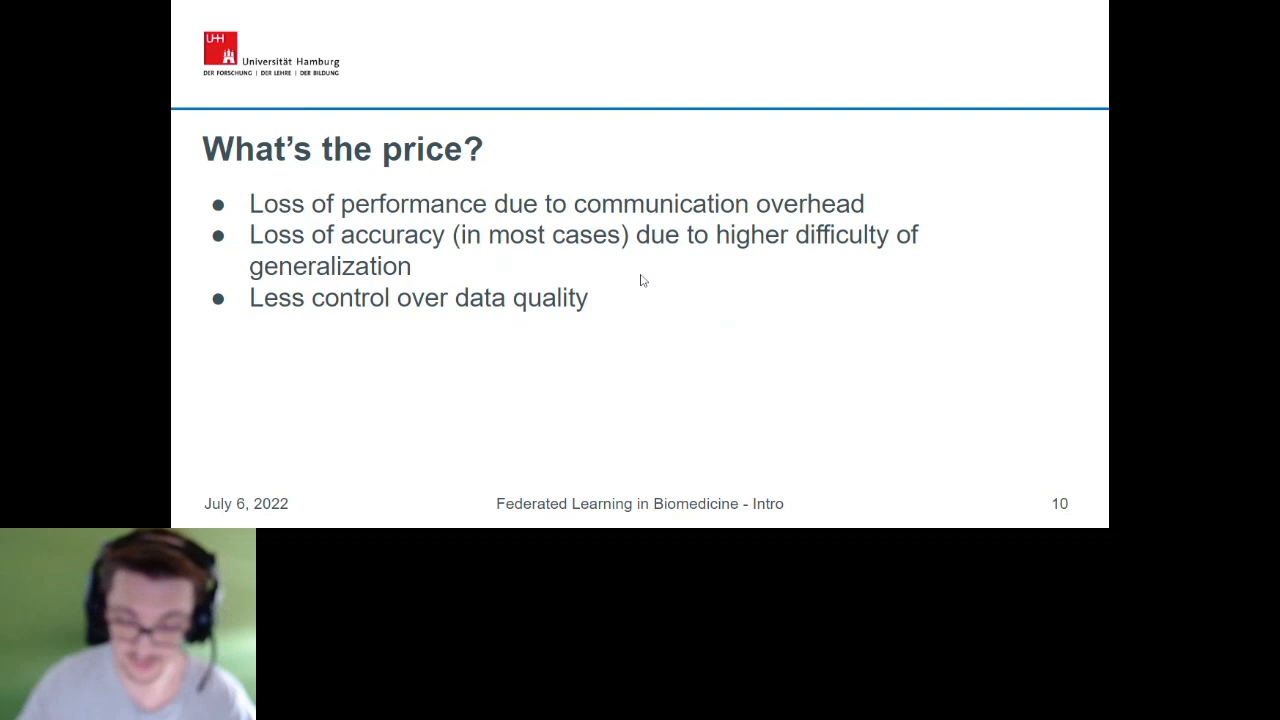 UHH
Universität Hamburg
DER FORSCHUNG | DER LEHRE | DER BILDUNG
What’s the price?
● Loss of performance due to communication overhead
● Loss of accuracy (in most cases) due to higher difficulty of
generalization
● Less control over data quality
July 6, 2022 Federated Learning in Biomedicine - Intro 10